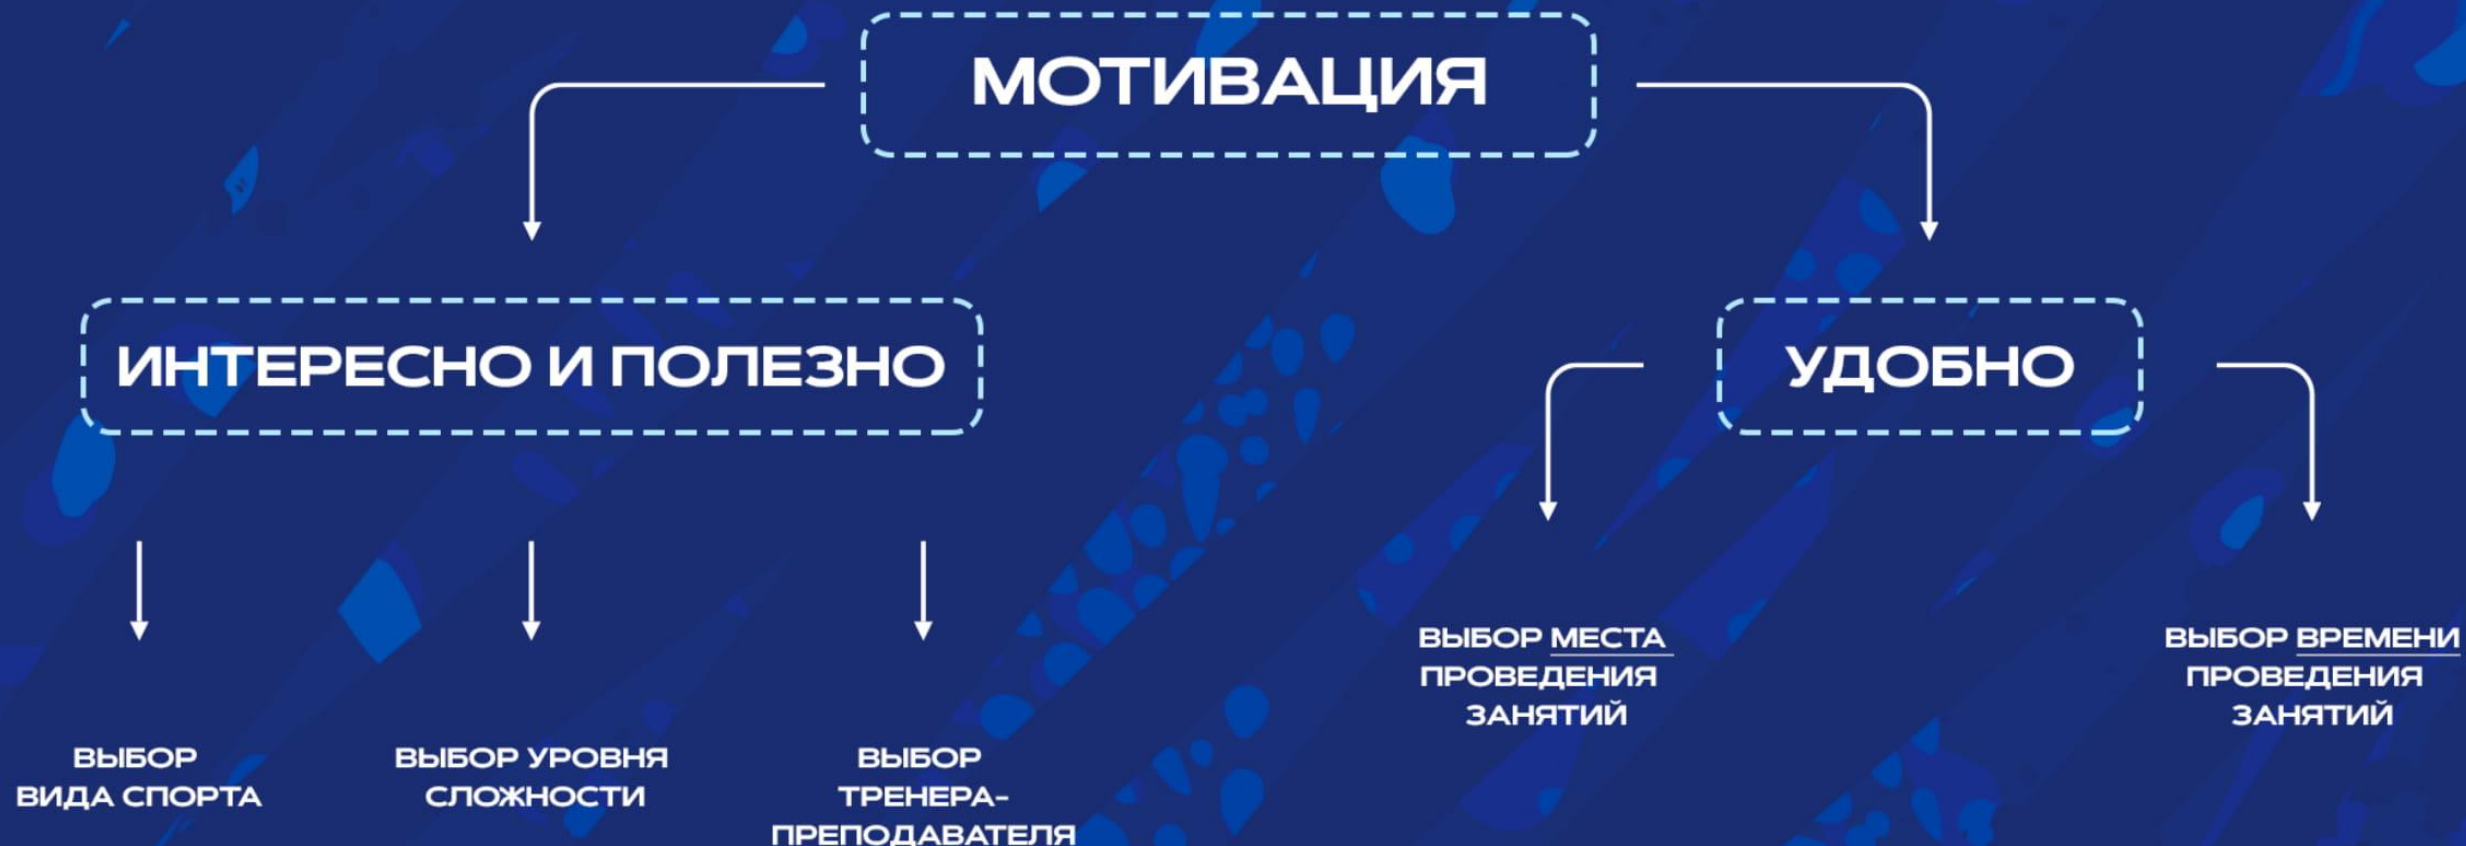 МОТИВАЦИЯ
ИНТЕРЕСНО И ПОЛЕЗНО
УДОБНО
ВЫБОР
ВИДА СПОРТА
ВЫБОР УРОВНЯ
СЛОЖНОСТИ
ВЫБОР
ТРЕНЕРА-
ПРЕПОДАВАТЕЛЯ
ВЫБОР МЕСТА
ПРОВЕДЕНИЯ
ЗАНЯТИЙ
ВЫБОР ВРЕМЕНИ
ПРОВЕДЕНИЯ
ЗАНЯТИЙ